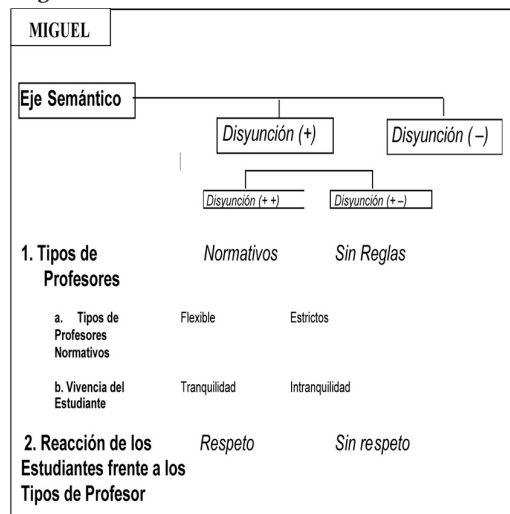 MIGUEL
Eje Semántico
Disyunción (+) Disyunción (–)
Disyunción (+ +) Disyunción (+ –)
1. Tipos de Normativos Sin Reglas
Profesores
a. Tipos de Flexible Estrictos
Profesores
Normativos
b. Vivencia del Tranquilidad Intranquilidad
Estudiante
2. Reacción de los Respeto Sin respeto
Estudiantes frente a los
Tipos de Profesor